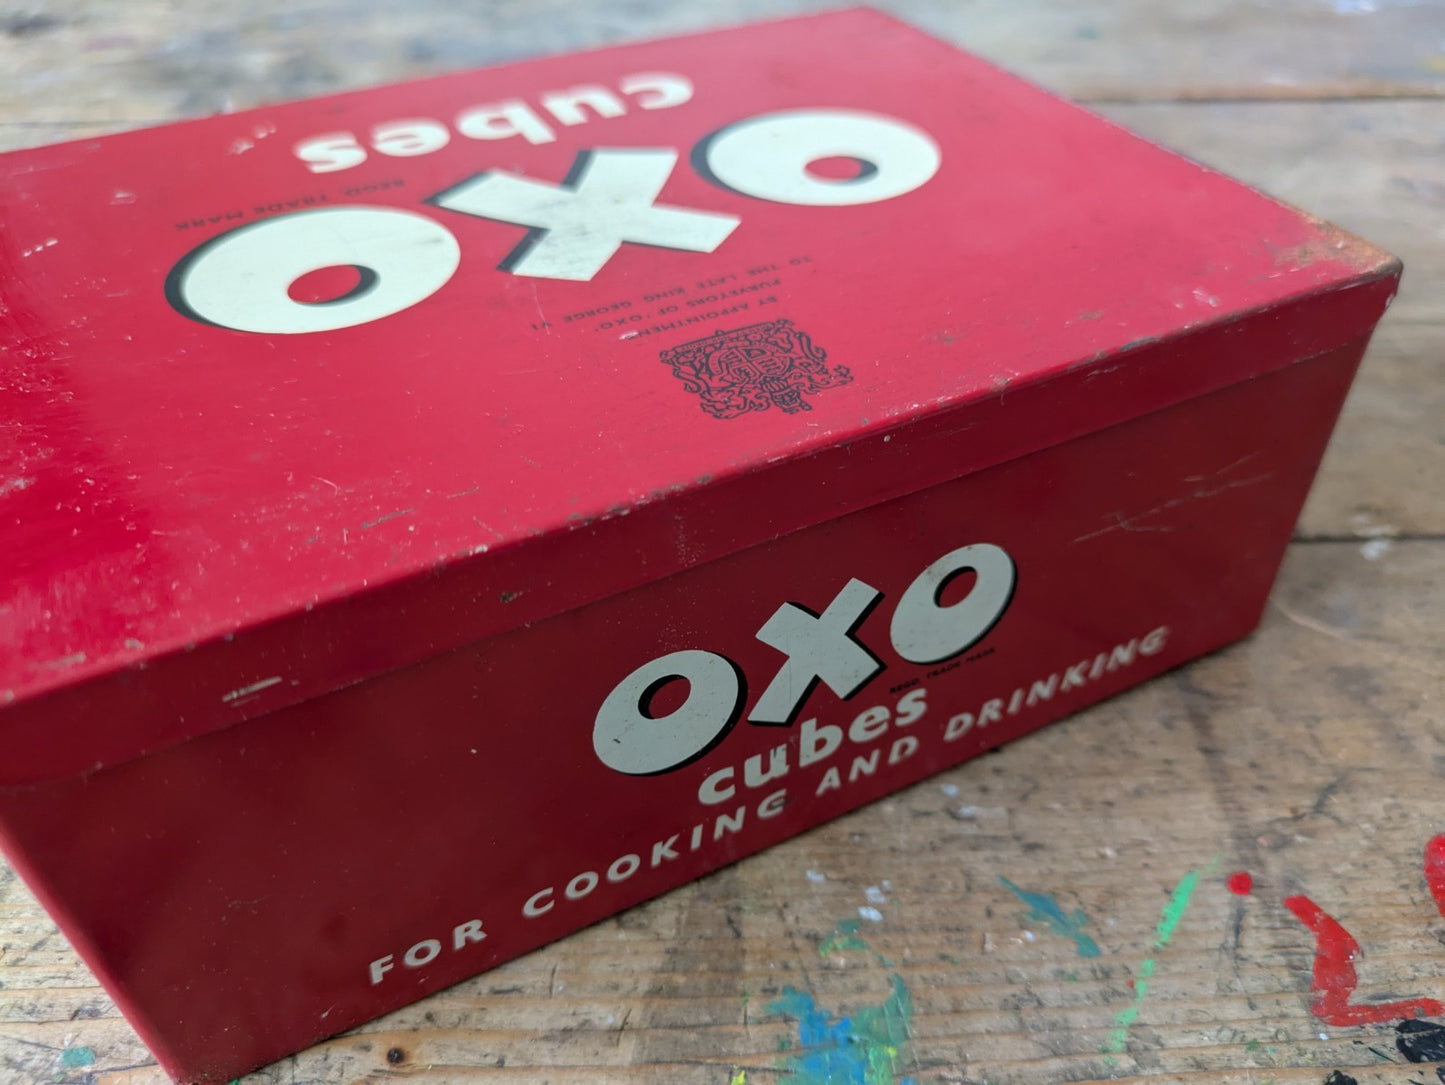 cubes
OXO
REGD. TRADE MARK
TO THE LATE KING GEORGE VI
PURVEYORS OF 'OXO'
BY APPOINTMENT
OXO
REGD. TRADE MARK
cubes
FOR COOKING AND DRINKING